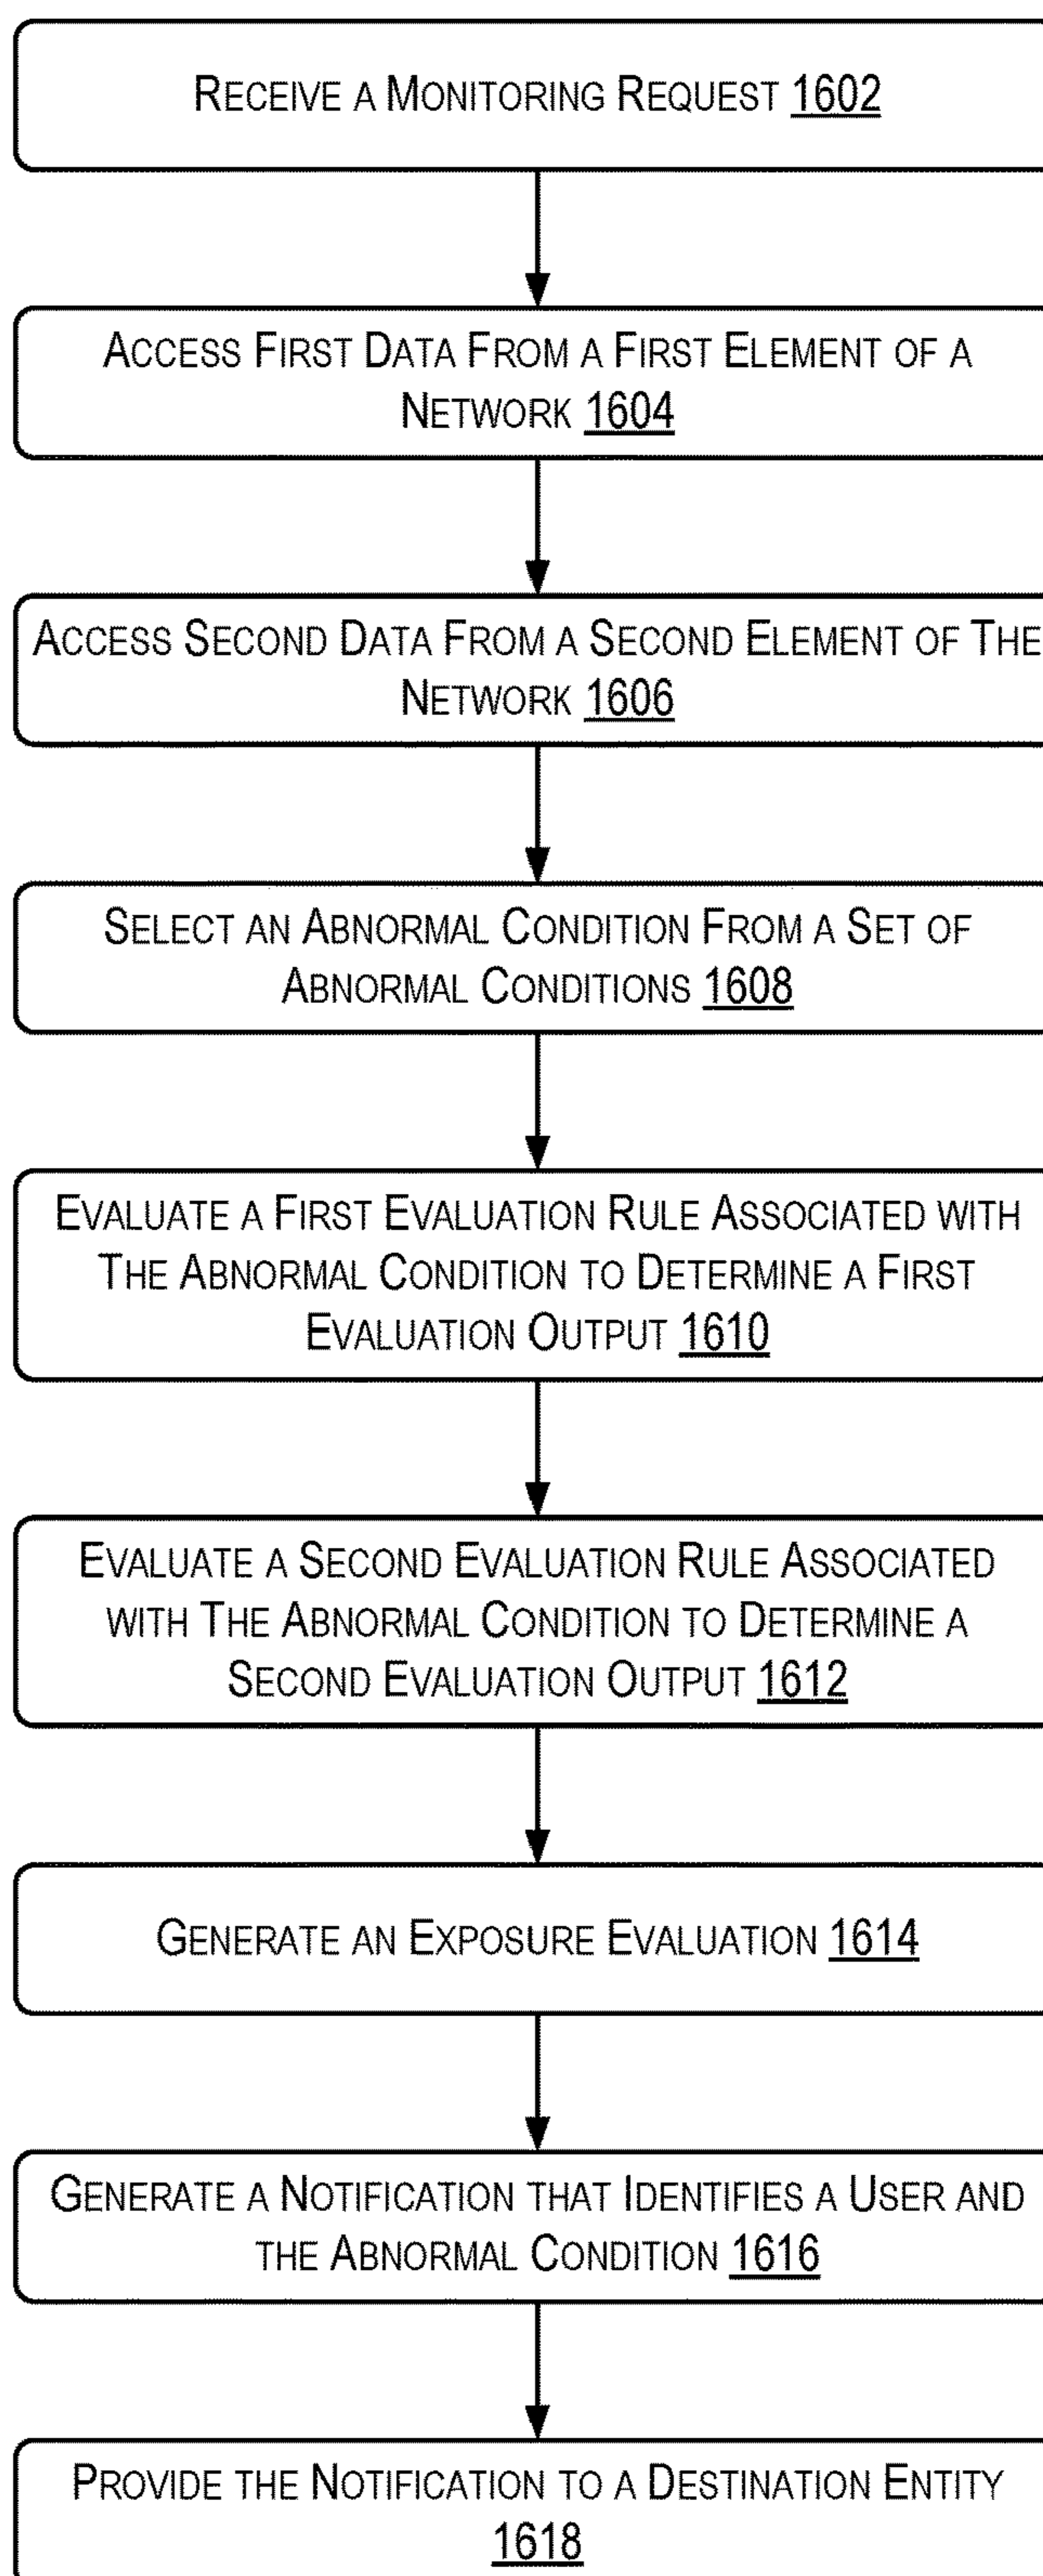 RECEIVE A MONITORING REQUEST 1602
ACCESS FIRST DATA FROM A FIRST ELEMENT OF A
NETWORK 1604
ACCESS SECOND DATA FROM A SECOND ELEMENT OF THE
NETWORK 1606
SELECT AN ABNORMAL CONDITION FROM A SET OF
ABNORMAL CONDITIONS 1608
EVALUATE A FIRST EVALUATION RULE ASSOCIATED WITH
THE ABNORMAL CONDITION TO DETERMINE A FIRST
EVALUATION OUTPUT 1610
EVALUATE A SECOND EVALUATION RULE ASSOCIATED
WITH THE ABNORMAL CONDITION TO DETERMINE A
SECOND EVALUATION OUTPUT 1612
GENERATE AN EXPOSURE EVALUATION 1614
GENERATE A NOTIFICATION THAT IDENTIFIES A USER AND
THE ABNORMAL CONDITION 1616
PROVIDE THE NOTIFICATION TO A DESTINATION ENTITY
1618